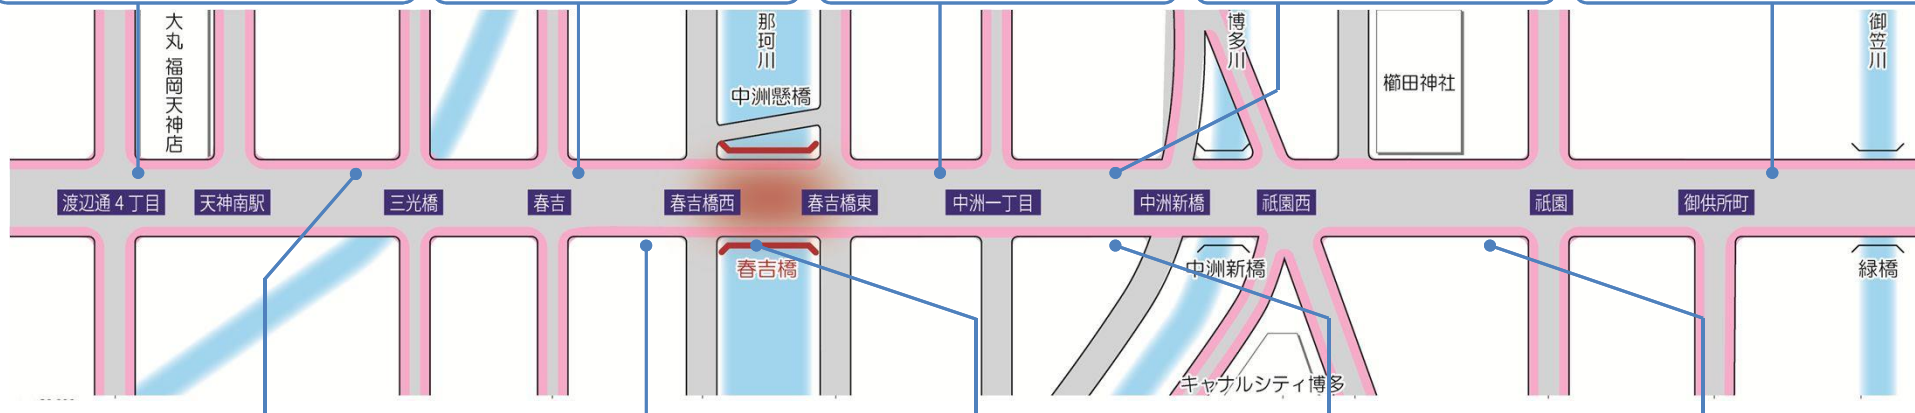 大丸 福岡天神店
那珂川
中洲懸橋
博多川
櫛田神社
御笠川
渡辺通4丁目
天神南駅
三光橋
春吉
春吉橋西
春吉橋東
中洲一丁目
中洲新橋
祇園西
祇園
御供所町
春吉橋
中洲新橋
緑橋
キャナルシティ博多